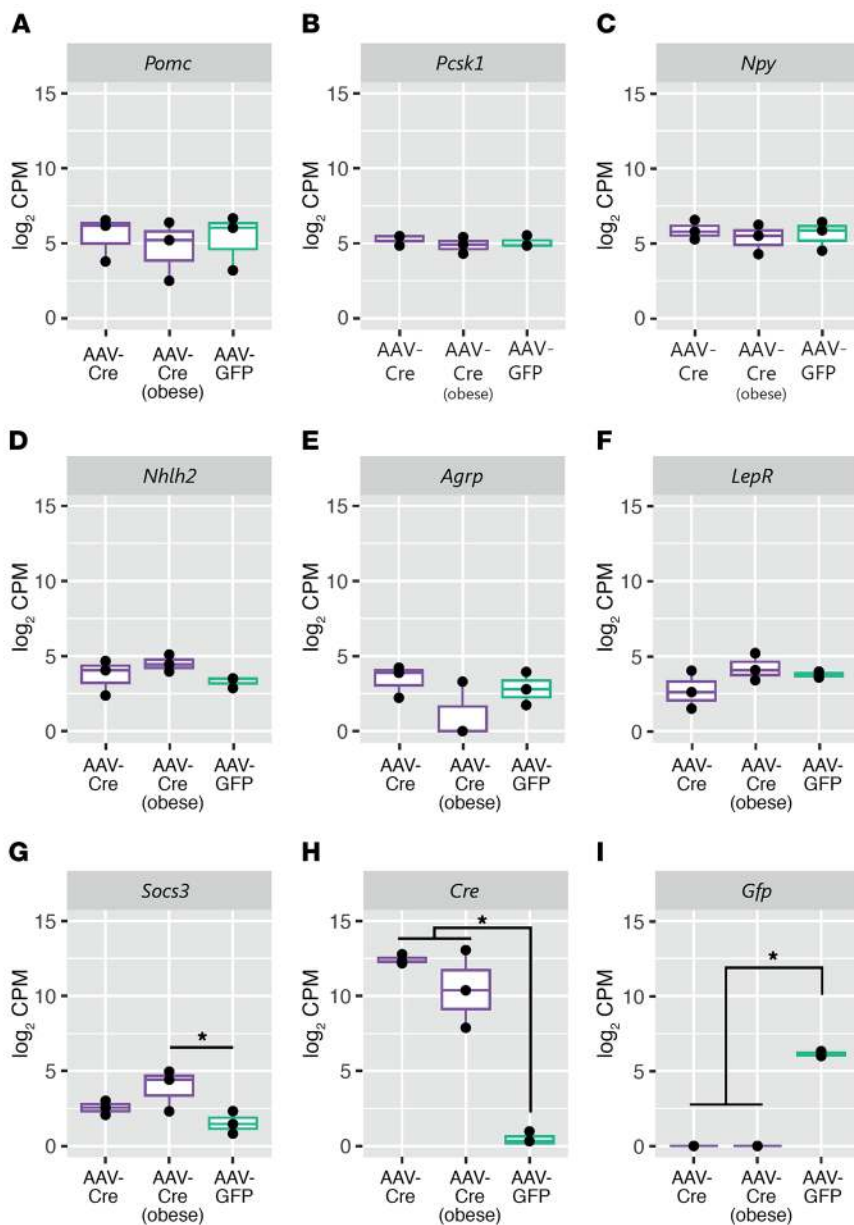 A
B
C
Pomc
Pcsk1
Npy
log2 CPM
15
10
5
0
log2 CPM
15
10
5
0
log2 CPM
15
10
5
0
AAV-
Cre
AAV-
Cre
(obese)
AAV-
GFP
AAV-
Cre
AAV-
Cre
(obese)
AAV-
GFP
AAV-
Cre
AAV-
Cre
(obese)
AAV-
GFP
D
E
F
Nhlh2
Agrp
LepR
log2 CPM
15
10
5
0
log2 CPM
15
10
5
0
log2 CPM
15
10
5
0
AAV-
Cre
AAV-
Cre
(obese)
AAV-
GFP
AAV-
Cre
AAV-
Cre
(obese)
AAV-
GFP
AAV-
Cre
AAV-
Cre
(obese)
AAV-
GFP
G
H
I
Socs3
Cre
Gfp
log2 CPM
15
10
5
0
*
log2 CPM
15
10
5
0
*
log2 CPM
15
10
5
0
*
AAV-
Cre
AAV-
Cre
(obese)
AAV-
GFP
AAV-
Cre
AAV-
Cre
(obese)
AAV-
GFP
AAV-
Cre
AAV-
Cre
(obese)
AAV-
GFP